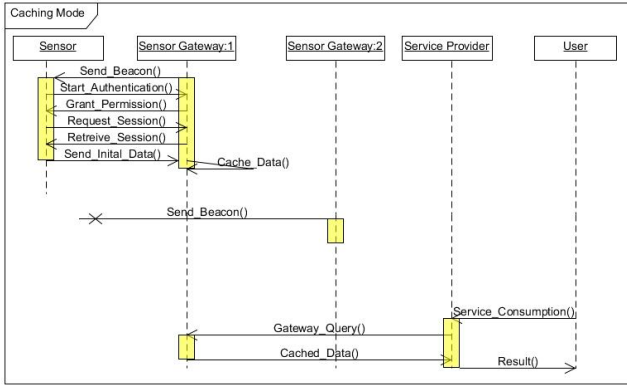 Caching Mode
Sensor
Sensor Gateway:1
Sensor Gateway:2
Service Provider
User
Send_Beacon()
Start_Authentication()
Grant_Permission()
Request_Session()
Retreive_Session()
Send_Inital_Data()
Cache_Data()
Send_Beacon()
Service_Consumption()
Gateway_Query()
Cached_Data()
Result()